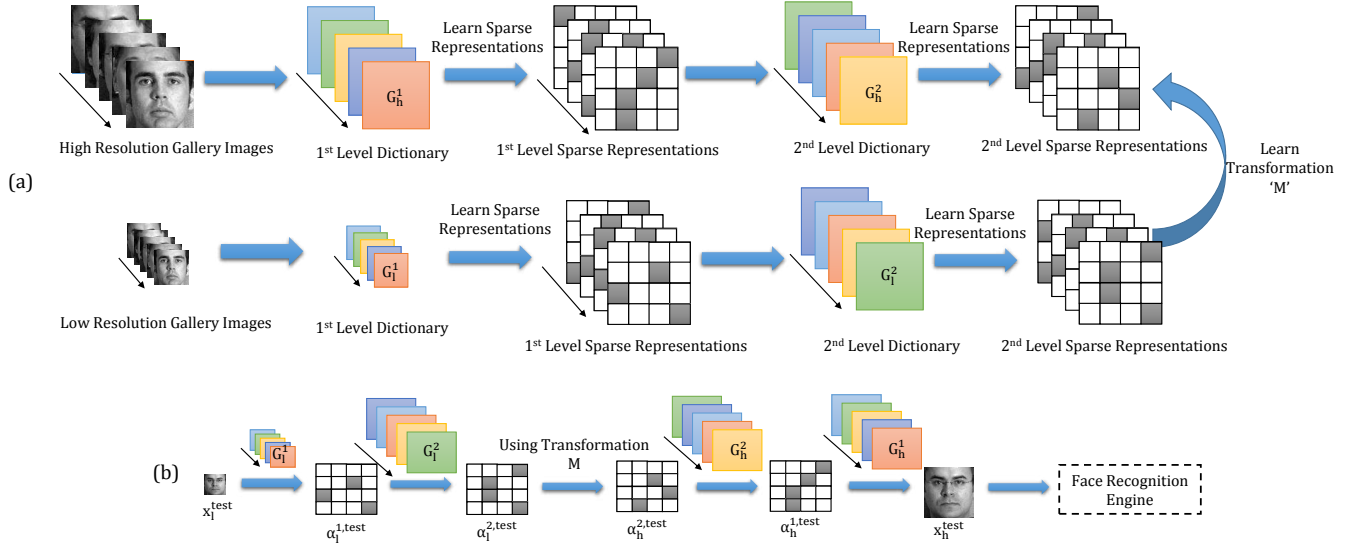 Learn Sparse
Representations
Learn Sparse
Representations
G_h^1
G_h^2
High Resolution Gallery Images
1st Level Dictionary
1st Level Sparse Representations
2nd Level Dictionary
2nd Level Sparse Representations
Learn
Transformation
‘M’
(a)
Learn Sparse
Representations
Learn Sparse
Representations
G_l^1
G_l^2
Low Resolution Gallery Images
1st Level Dictionary
1st Level Sparse Representations
2nd Level Dictionary
2nd Level Sparse Representations
(b)
G_l^1
G_l^2
Using Transformation
M
G_h^2
G_h^1
Face Recognition
Engine
x_l^test
α_l^1,test
α_l^2,test
α_h^2,test
α_h^1,test
x_h^test